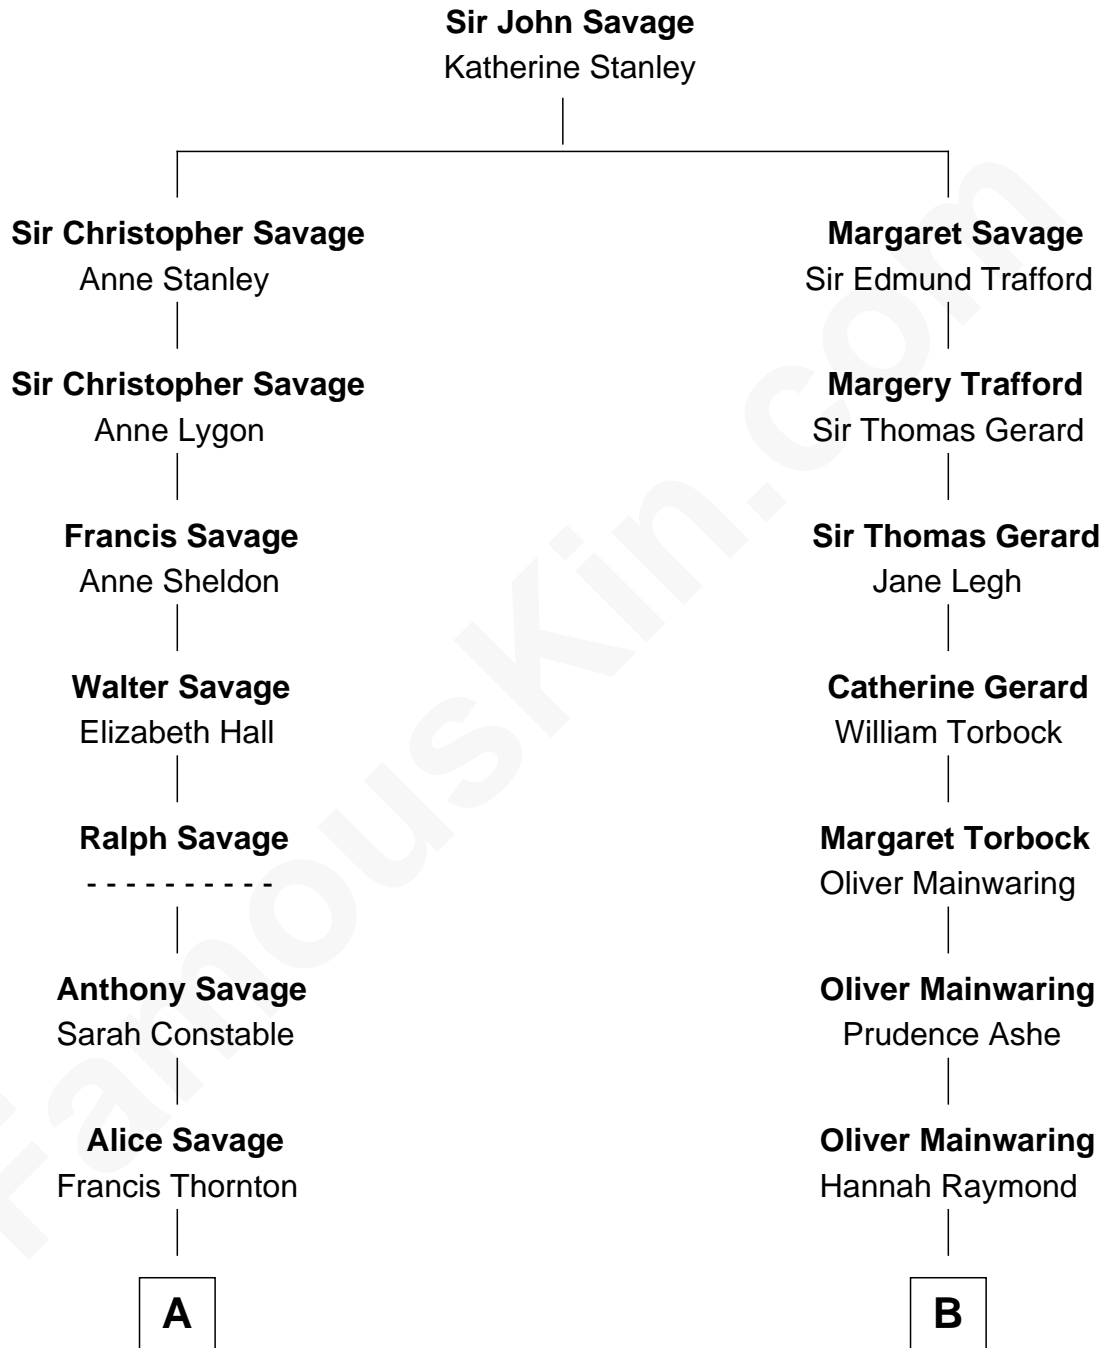 Sir John Savage
Katherine Stanley
Sir Christopher Savage
Anne Stanley
Margaret Savage
Sir Edmund Trafford
Sir Christopher Savage
Anne Lygon
Margery Trafford
Sir Thomas Gerard
Francis Savage
Anne Sheldon
Sir Thomas Gerard
Jane Legh
Walter Savage
Elizabeth Hall
Catherine Gerard
William Torbock
Ralph Savage
- - - - - - - - - -
Margaret Torbock
Oliver Mainwaring
Anthony Savage
Sarah Constable
Oliver Mainwaring
Prudence Ashe
Alice Savage
Francis Thornton
Oliver Mainwaring
Hannah Raymond
A
B
FamousKin.com